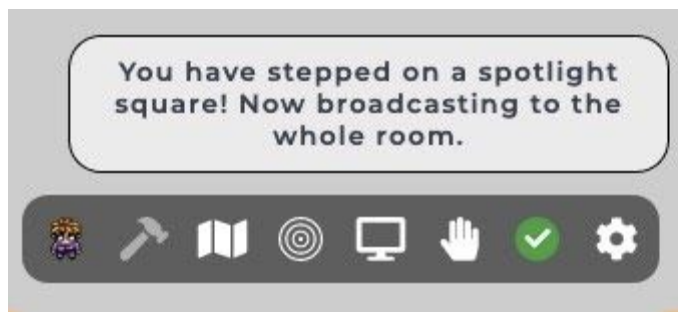 You have stepped on a spotlight
square! Now broadcasting to the
whole room.